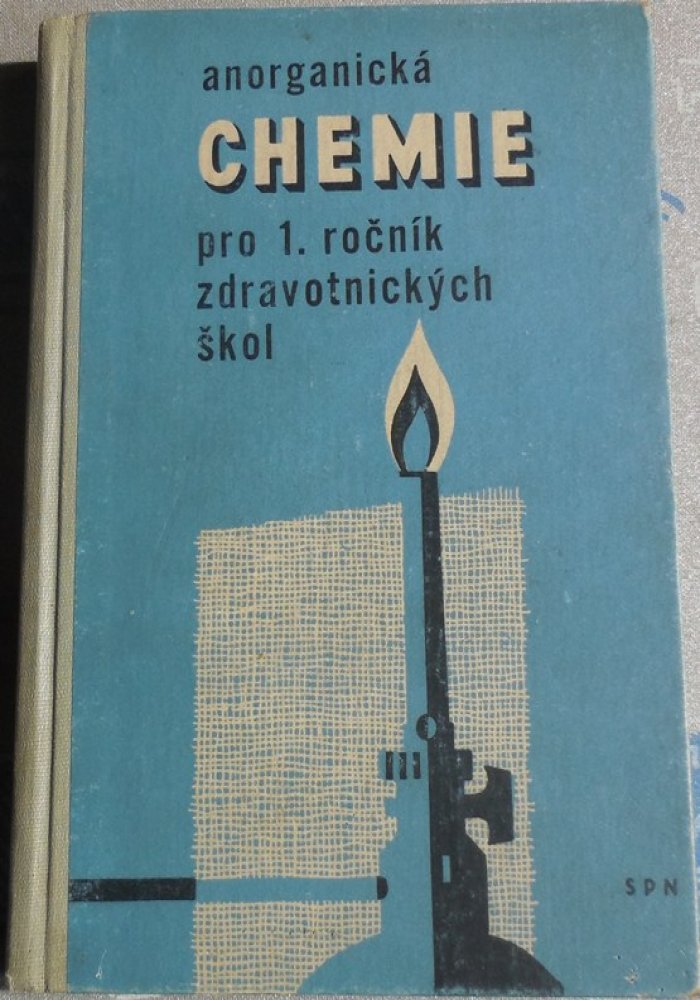 anorganická
CHEMIE
pro 1. ročník
zdravotnických
škol
SPN